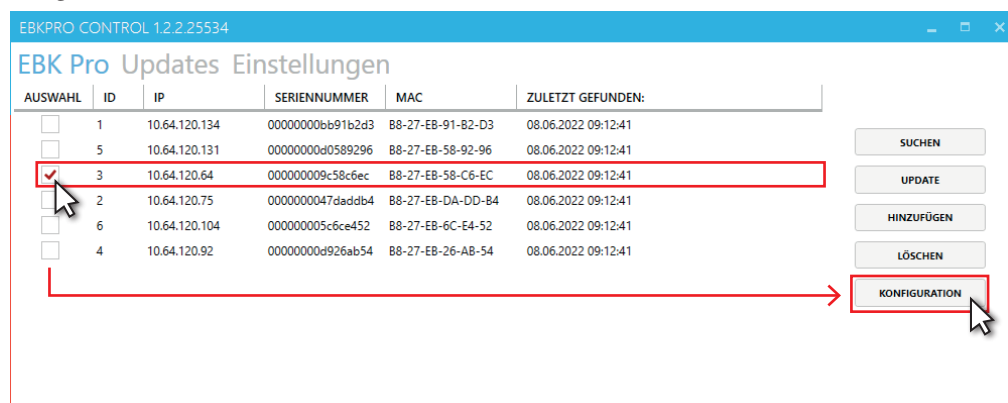 EBKPRO CONTROL 1.2.2.25534
EBK Pro Updates Einstellungen
AUSWAHL ID IP SERIENNUMMER MAC ZULETZT GEFUNDEN:
1 10.64.120.134 00000000bb91b2d3 B8-27-EB-91-B2-D3 08.06.2022 09:12:41
5 10.64.120.131 00000000d0589296 B8-27-EB-58-92-96 08.06.2022 09:12:41
3 10.64.120.64 000000009c58c6ec B8-27-EB-58-C6-EC 08.06.2022 09:12:41
2 10.64.120.75 0000000047daddb4 B8-27-EB-DA-DD-B4 08.06.2022 09:12:41
6 10.64.120.104 000000005c6ce452 B8-27-EB-6C-E4-52 08.06.2022 09:12:41
4 10.64.120.92 00000000d926ab54 B8-27-EB-26-AB-54 08.06.2022 09:12:41
SUCHEN
UPDATE
HINZUFÜGEN
LÖSCHEN
KONFIGURATION